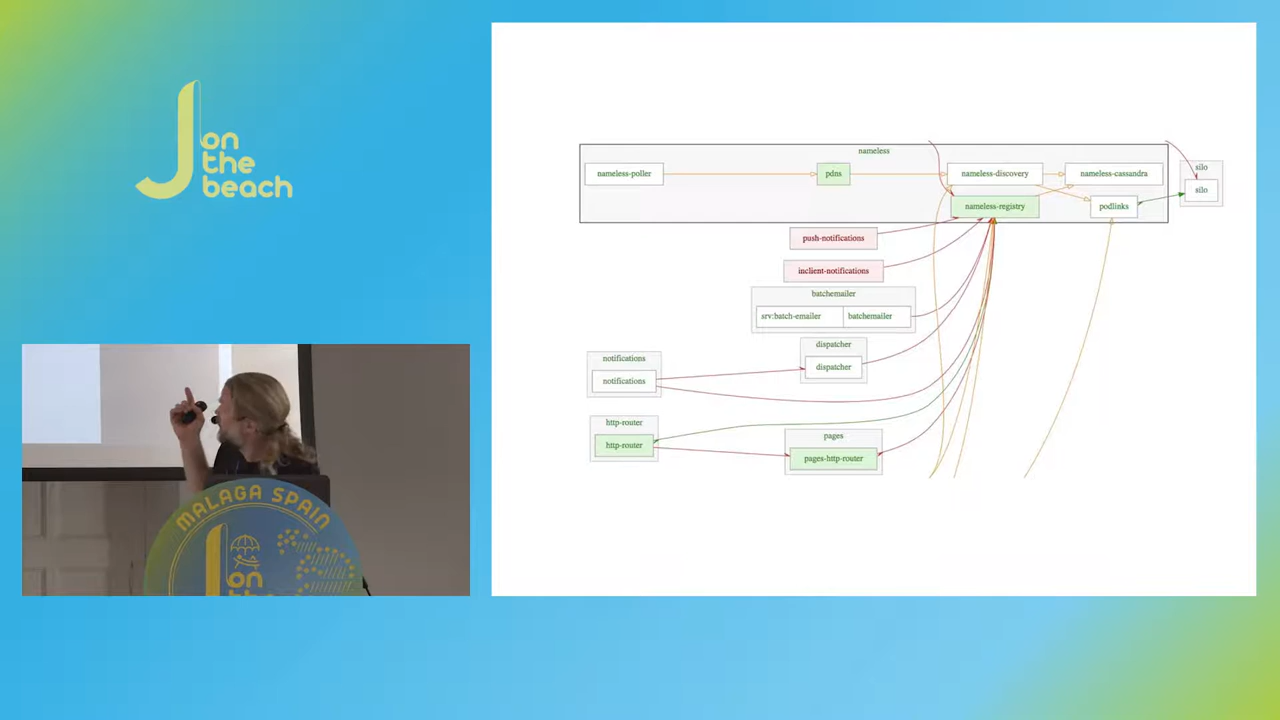 J on
the
beach
MALAGA SPAIN
J on
nameless
nameless-poller
pdns
nameless-discovery
nameless-cassandra
nameless-registry
podlinks
silo
silo
push-notifications
inclient-notifications
batchemailer
srv:batch-emailer
batchemailer
dispatcher
dispatcher
notifications
notifications
http-router
http-router
pages
pages-http-router